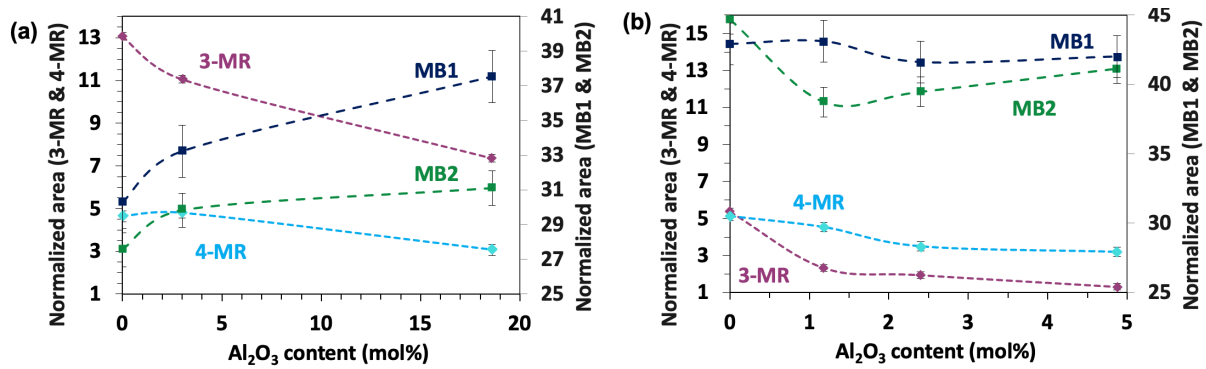 (a)
Normalized area (3-MR & 4-MR)
13
11
9
7
5
3
1
3-MR
MB1
MB2
4-MR
41
39
37
35
33
31
29
27
25
Normalized area (MB1 & MB2)
0
5
10
15
20
Al₂O₃ content (mol%)
(b)
Normalized area (3-MR & 4-MR)
15
13
11
9
7
5
3
1
MB1
MB2
4-MR
3-MR
45
40
35
30
25
Normalized area (MB1 & MB2)
0
1
2
3
4
5
Al₂O₃ content (mol%)